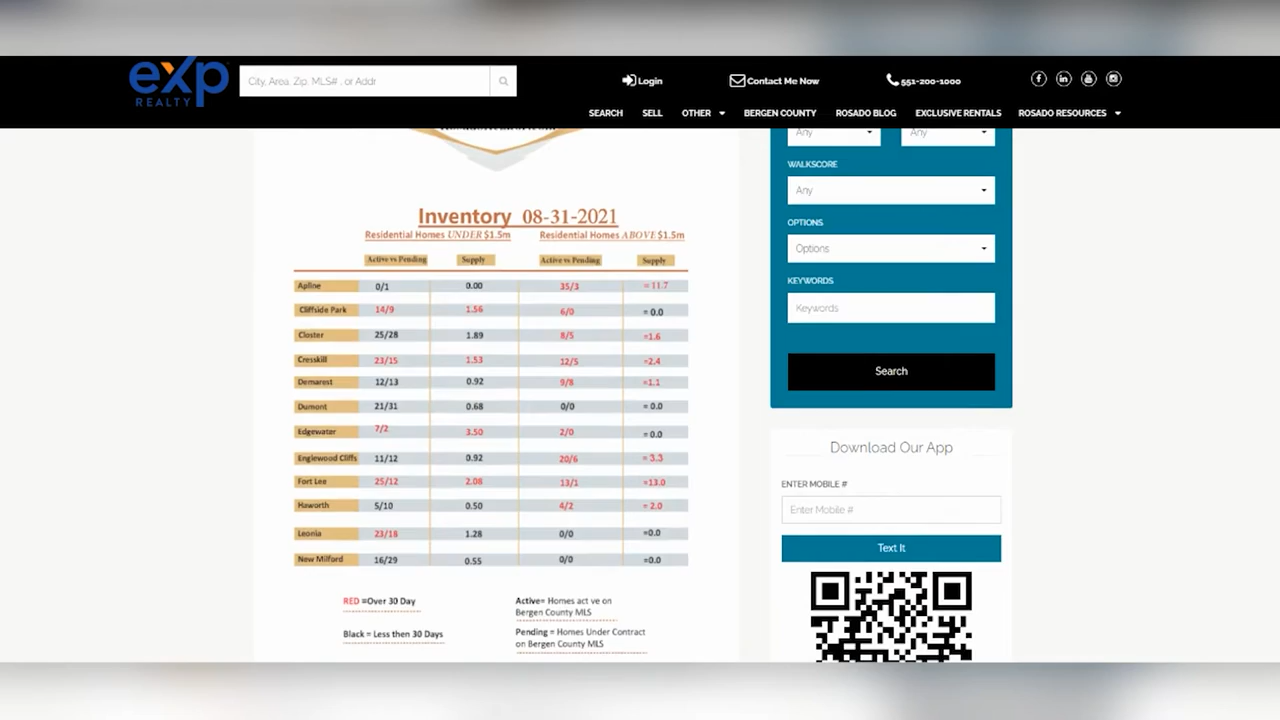 eXp
REALTY
City, Area, Zip, MLS# , or Addr
Login
Contact Me Now
551-200-1000
SEARCH SELL OTHER BERGEN COUNTY ROSADO BLOG EXCLUSIVE RENTALS ROSADO RESOURCES
Any Any
WALKSCORE
Any
OPTIONS
Options
KEYWORDS
Keywords
Search
Inventory 08-31-2021
Residential Homes UNDER $1.5m Residential Homes ABOVE $1.5m
Active vs Pending Supply Active vs Pending Supply
Apline 0/1 0.00 35/3 = 11.7
Cliffside Park 14/9 1.56 6/0 = 0.0
Closter 25/28 1.89 8/5 =1.6
Cresskill 23/15 1.53 12/5 =2.4
Demarest 12/13 0.92 9/8 =1.1
Dumont 21/31 0.68 0/0 = 0.0
Edgewater 7/2 3.50 2/0 = 0.0
Englewood Cliffs 11/12 0.92 20/6 = 3.3
Fort Lee 25/12 2.08 13/1 =13.0
Haworth 5/10 0.50 4/2 = 2.0
Leonia 23/18 1.28 0/0 =0.0
New Milford 16/29 0.55 0/0 =0.0
RED =Over 30 Day
Black = Less then 30 Days
Active= Homes act ve on
Bergen County MLS
Pending = Homes Under Contract
on Bergen County MLS
Download Our App
ENTER MOBILE #
Enter Mobile #
Text It